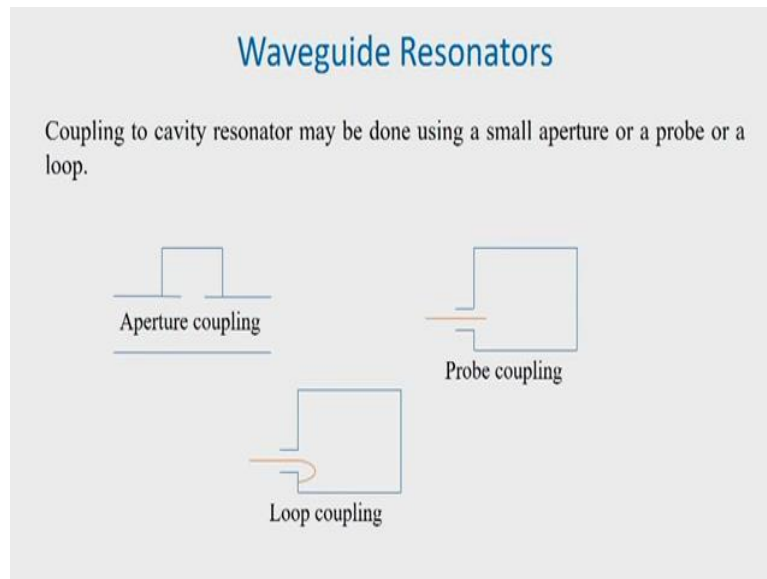 Waveguide Resonators
Coupling to cavity resonator may be done using a small aperture or a probe or a
loop.
Aperture coupling
Probe coupling
Loop coupling